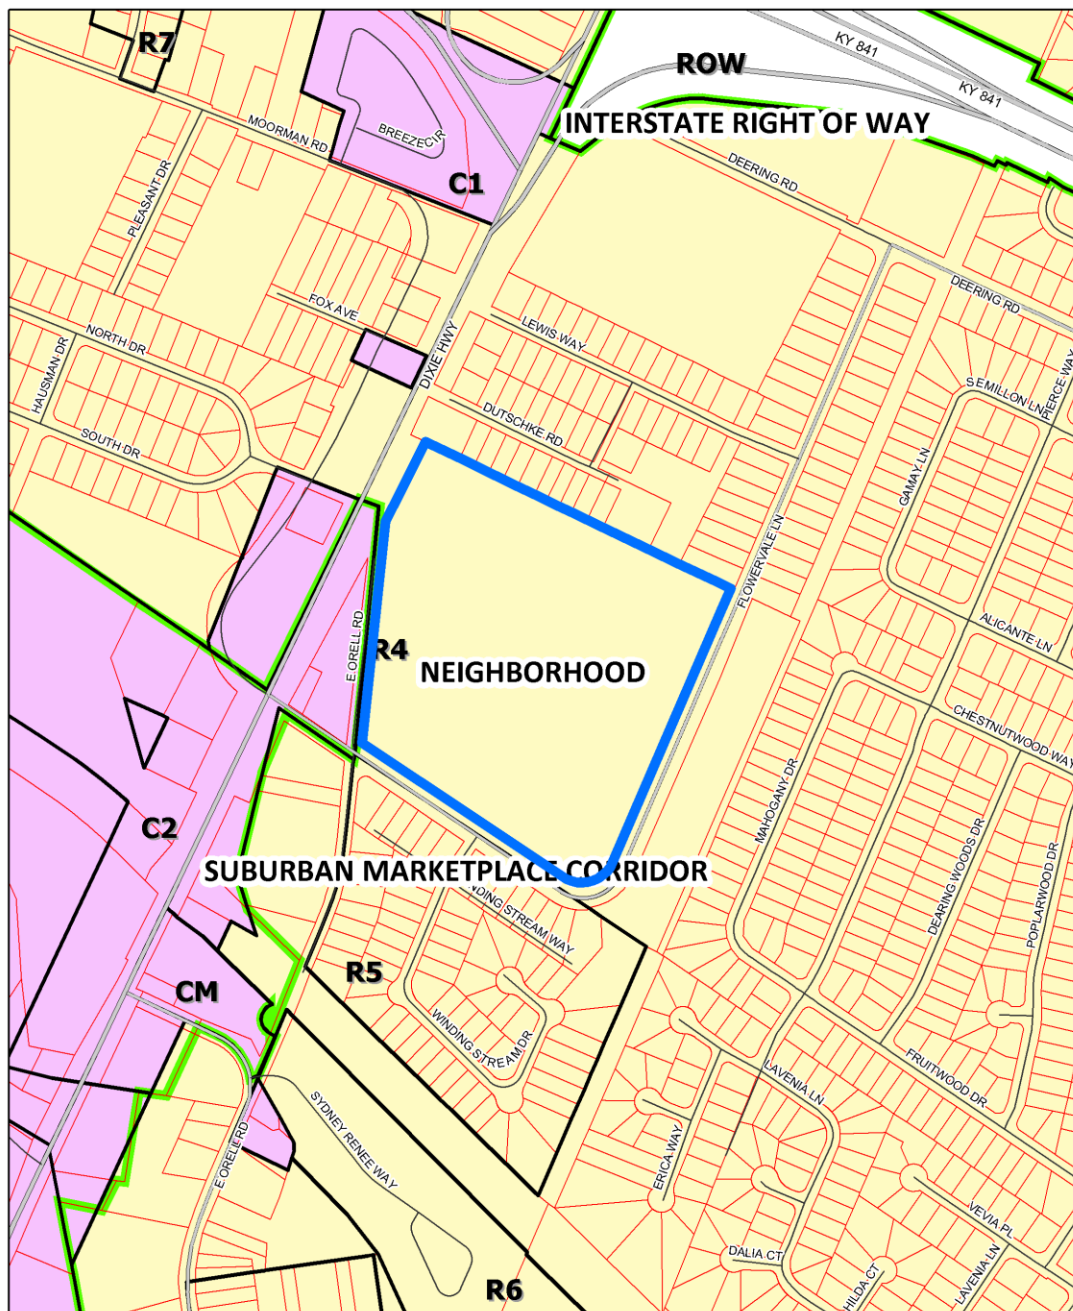 R7
ROW
KY 841
KY 841
INTERSTATE RIGHT OF WAY
MOORMAN RD
BREEZE CIR
C1
DEERING RD
PLEASANT DR
DEERING RD
FOX AVE
LEWIS WAY
NORTH DR
HAUSMAN DR
DIXIE HWY
SEMILLON LN
PIERCE WAY
DUTSCHKE RD
SOUTH DR
GAMAY LN
FLOWERVALE LN
ALICANTE LN
E ORELL RD
R4
NEIGHBORHOOD
CHESTNUTWOOD WAY
MAHOGANY DR
C2
DEARING WOODS DR
POPLARWOOD DR
SUBURBAN MARKETPLACE CORRIDOR
NDING STREAM WAY
R5
CM
WINDING STREAM DR
FRUITWOOD DR
LAVENIA LN
SYDNEY RENEE WAY
E ORELL RD
ERICA WAY
VEVIA PL
DALIA CT
LAVENIA LN
HILDA CT
R6